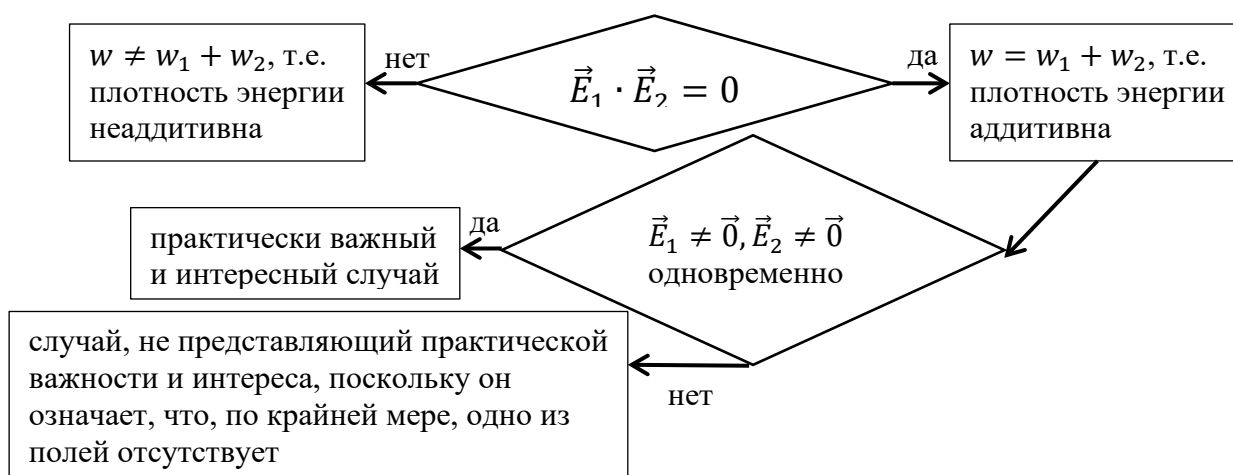 w ≠ w₁ + w₂, т.е.
плотность энергии
неаддитивна
нет
E⃗₁ · E⃗₂ = 0
да
w = w₁ + w₂, т.е.
плотность энергии
аддитивна
практически важный
и интересный случай
да
E⃗₁ ≠ 0⃗, E⃗₂ ≠ 0⃗
одновременно
случай, не представляющий практической
важности и интереса, поскольку он
означает, что, по крайней мере, одно из
полей отсутствует
нет